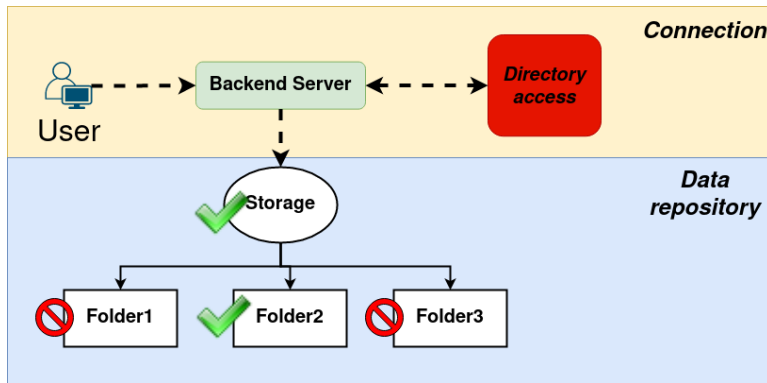 Connection
User
Backend Server
Directory
access
Data
repository
Storage
Folder1
Folder2
Folder3